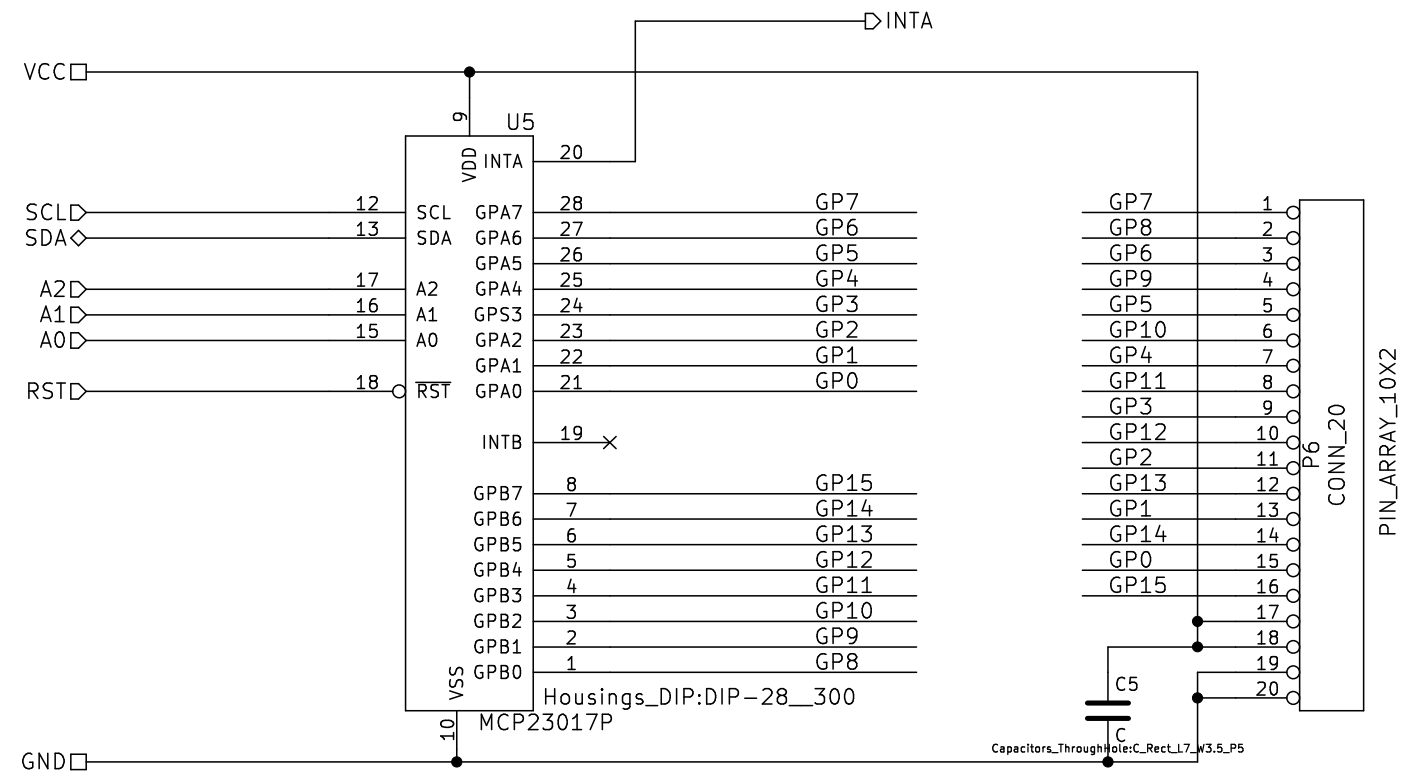 INTA
VCC
9
U5
VDD
INTA
20
SCL
12
SCL
GPA7
28
GP7
GP7
1
SDA
13
SDA
GPA6
27
GP6
GP8
2
GPA5
26
GP5
GP6
3
A2
17
A2
GPA4
25
GP4
GP9
4
A1
16
A1
GPS3
24
GP3
GP5
5
A0
15
A0
GPA2
23
GP2
GP10
6
GPA1
22
GP1
GP4
7
RST
18
RST
GPA0
21
GP0
GP11
8
GP3
9
INTB
19
GP12
10
GP2
11
GPB7
8
GP15
GP13
12
GPB6
7
GP14
GP1
13
GPB5
6
GP13
GP14
14
GPB4
5
GP12
GP0
15
GPB3
4
GP11
GP15
16
GPB2
3
GP10
17
GPB1
2
GP9
18
GPB0
1
GP8
19
20
P6
CONN_20
PIN_ARRAY_10X2
VSS
10
Housings_DIP:DIP-28__300
MCP23017P
C5
C
Capacitors_ThroughHole:C_Rect_L7_W3.5_P5
GND